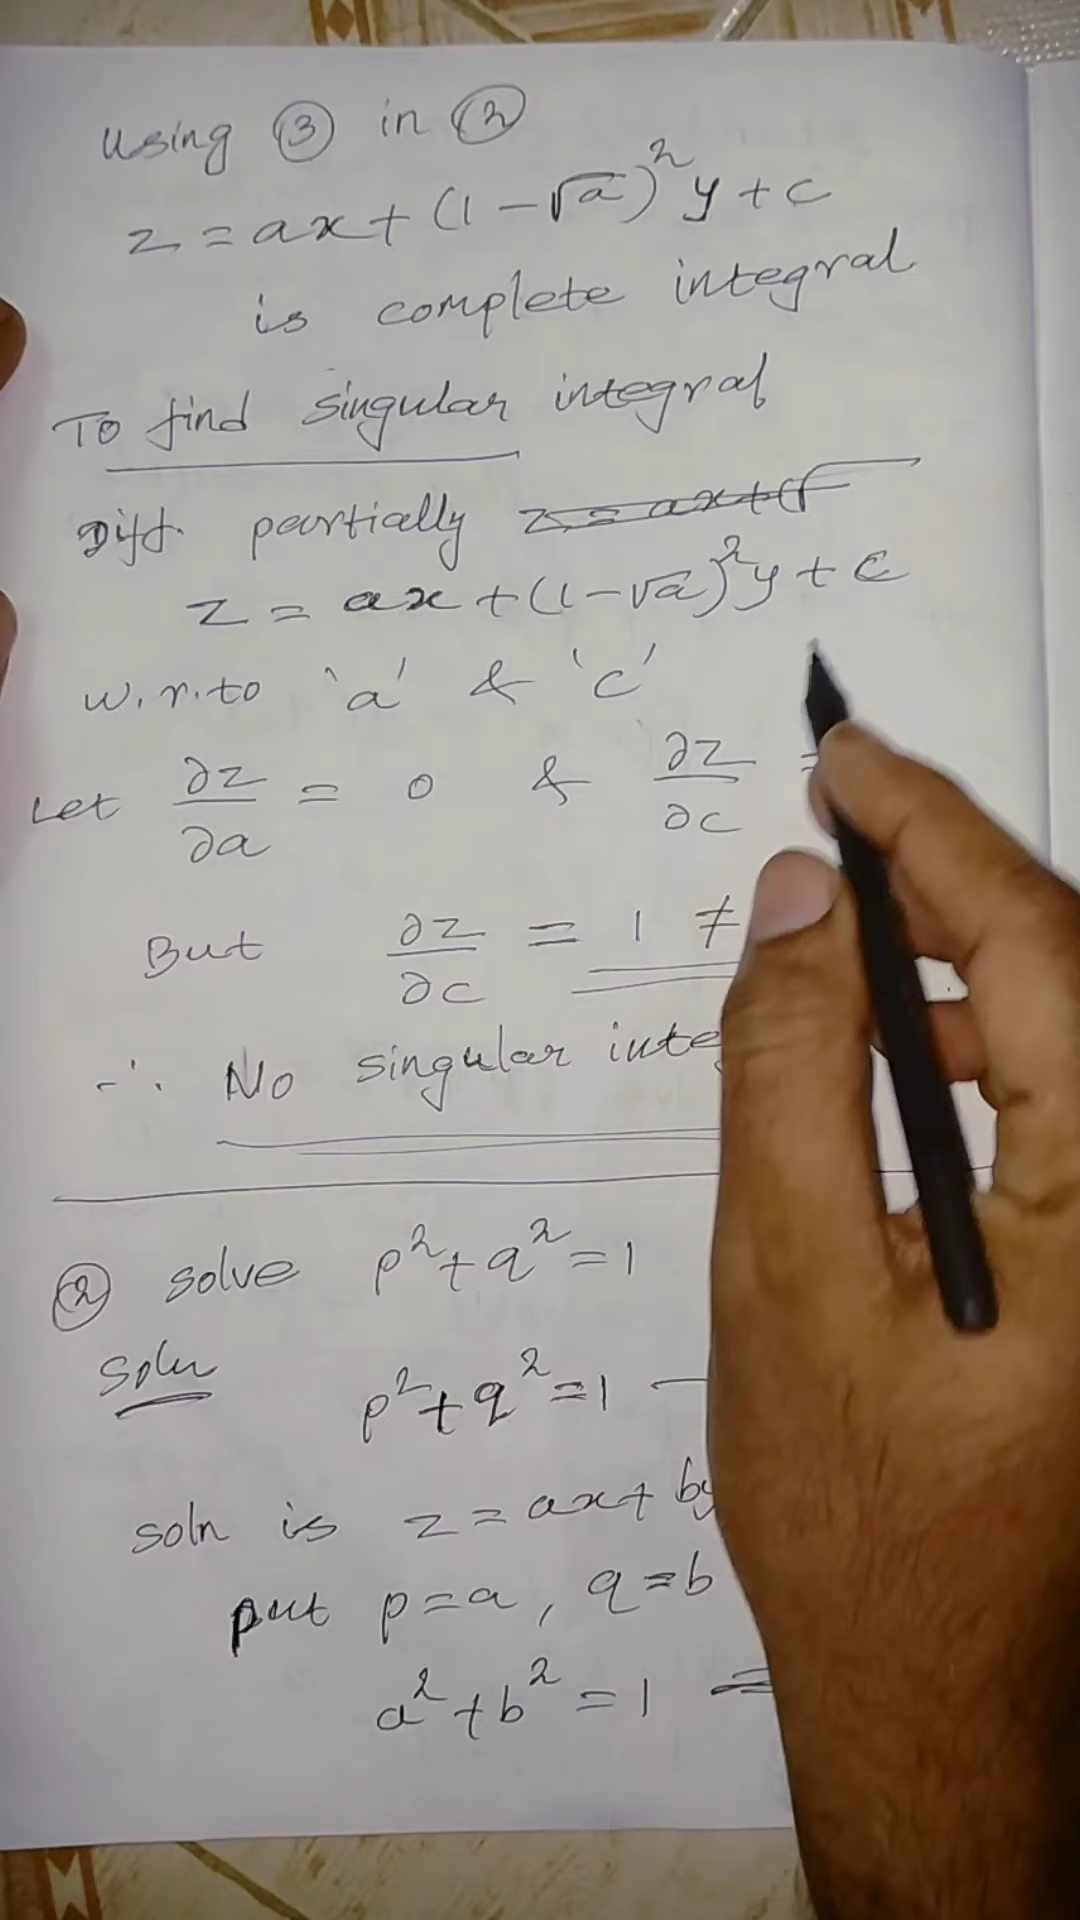 Using ③ in ②
z = ax + (1 - √a)² y + c
is complete integral
To find singular integral
Diff. partially
z = ax + (1 - √a)² y + c
w.r.to 'a' & 'c'
Let ∂z/∂a = 0 & ∂z/∂c =
But ∂z/∂c = 1 ≠
∴ No singular inte
② solve p² + q² = 1
Soln
p² + q² = 1 —
soln is z = ax + by
put p = a, q = b
a² + b² = 1 =